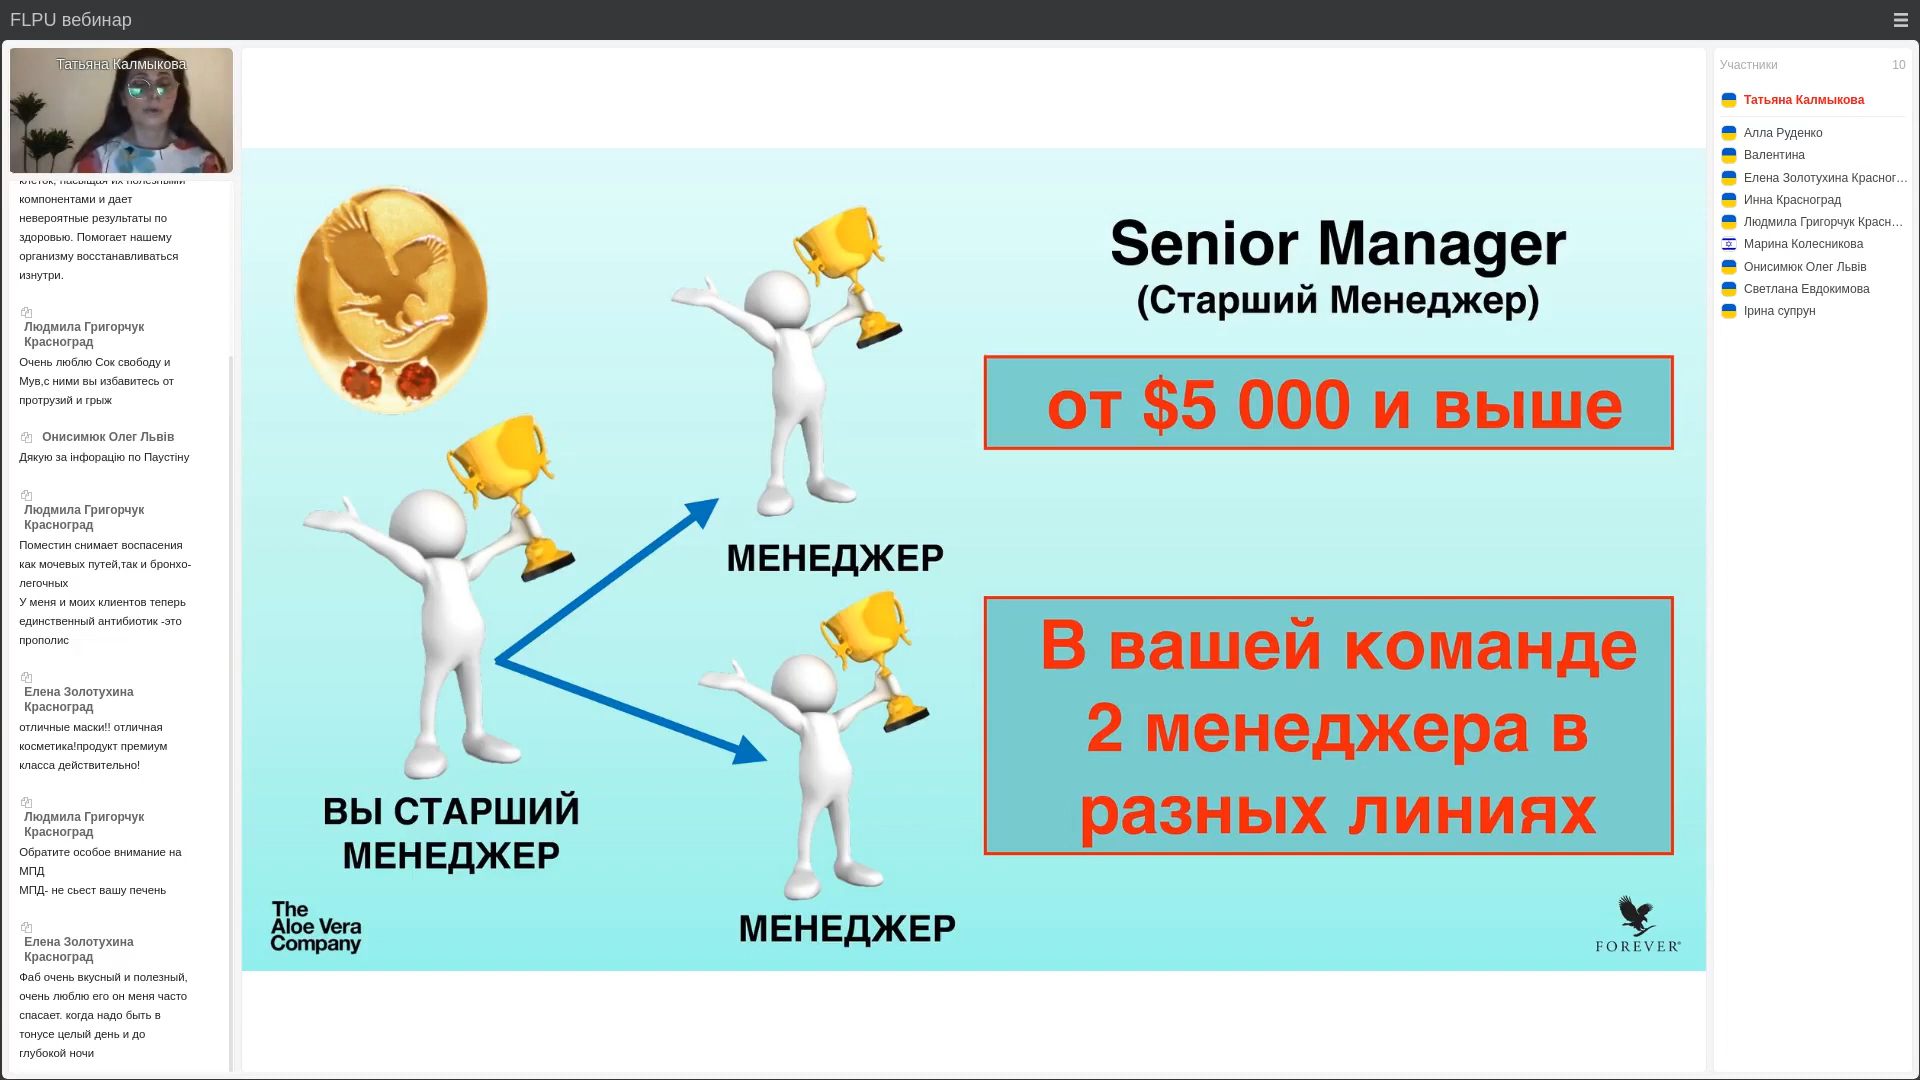 FLPU вебинар
Татьяна Калмыкова
клеток, насыщая их полезными
компонентами и дает
невероятные результаты по
здоровью. Помогает нашему
организму восстанавливаться
изнутри.
Людмила Григорчук
Красноград
Очень люблю Сок свободу и
Мув,с ними вы избавитесь от
протрузий и грыж
Онисимюк Олег Львів
Дякую за інфорацію по Паустіну
Людмила Григорчук
Красноград
Поместин снимает воспасения
как мочевых путей,так и бронхо-
легочных
У меня и моих клиентов теперь
единственный антибиотик -это
прополис
Елена Золотухина
Красноград
отличные маски!! отличная
косметика!продукт премиум
класса действительно!
Людмила Григорчук
Красноград
Обратите особое внимание на
МПД
МПД- не сьест вашу печень
Елена Золотухина
Красноград
Фаб очень вкусный и полезный,
очень люблю его он меня часто
спасает. когда надо быть в
тонусе целый день и до
глубокой ночи
Senior Manager
(Старший Менеджер)
от $5 000 и выше
МЕНЕДЖЕР
В вашей команде
2 менеджера в
разных линиях
ВЫ СТАРШИЙ
МЕНЕДЖЕР
МЕНЕДЖЕР
The
Aloe Vera
Company
FOREVER®
Участники 10
Татьяна Калмыкова
Алла Руденко
Валентина
Елена Золотухина Красног...
Инна Красноград
Людмила Григорчук Красн...
Марина Колесникова
Онисимюк Олег Львів
Светлана Евдокимова
Ірина супрун